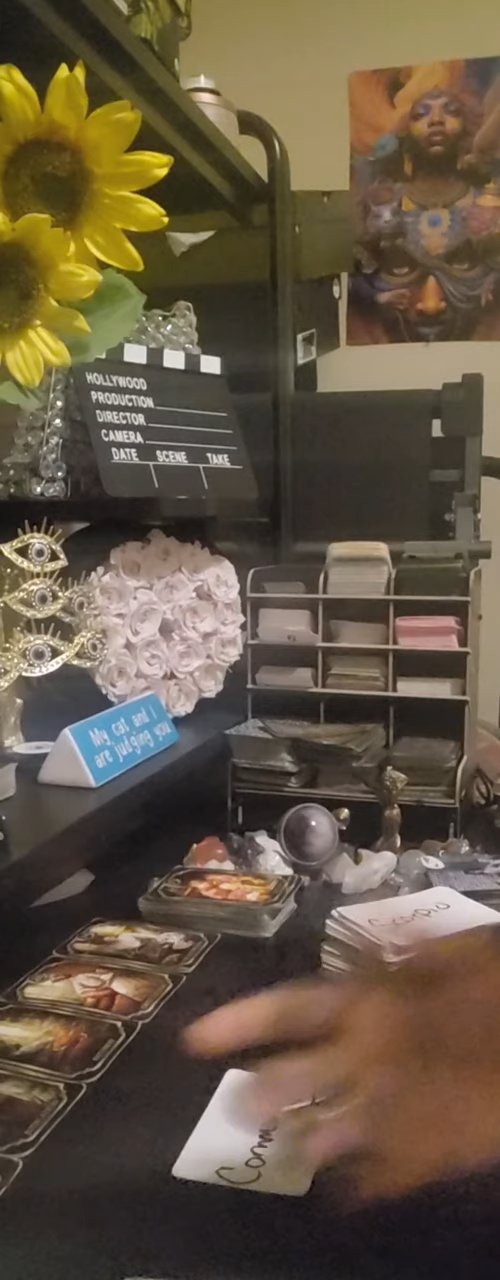 HOLLYWOOD
PRODUCTION
DIRECTOR
CAMERA
DATE SCENE TAKE
My cat and I
are judging you
Scorpio